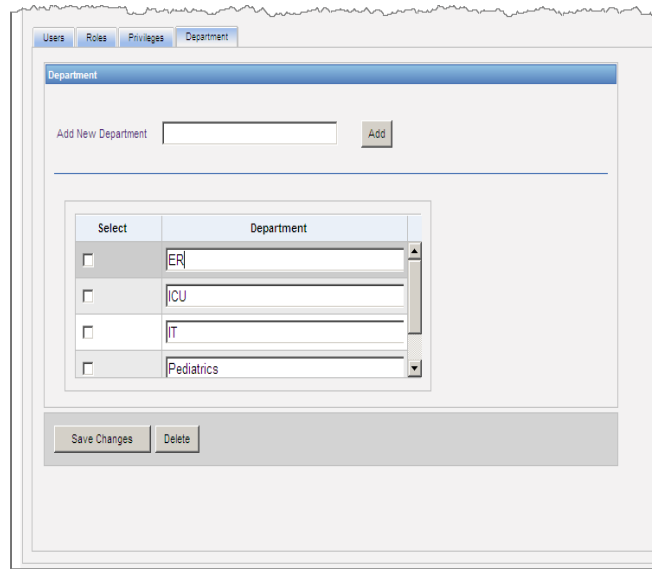 Users Roles Privileges Department
Department
Add New Department Add
Select Department
ER
ICU
IT
Pediatrics
Save Changes Delete